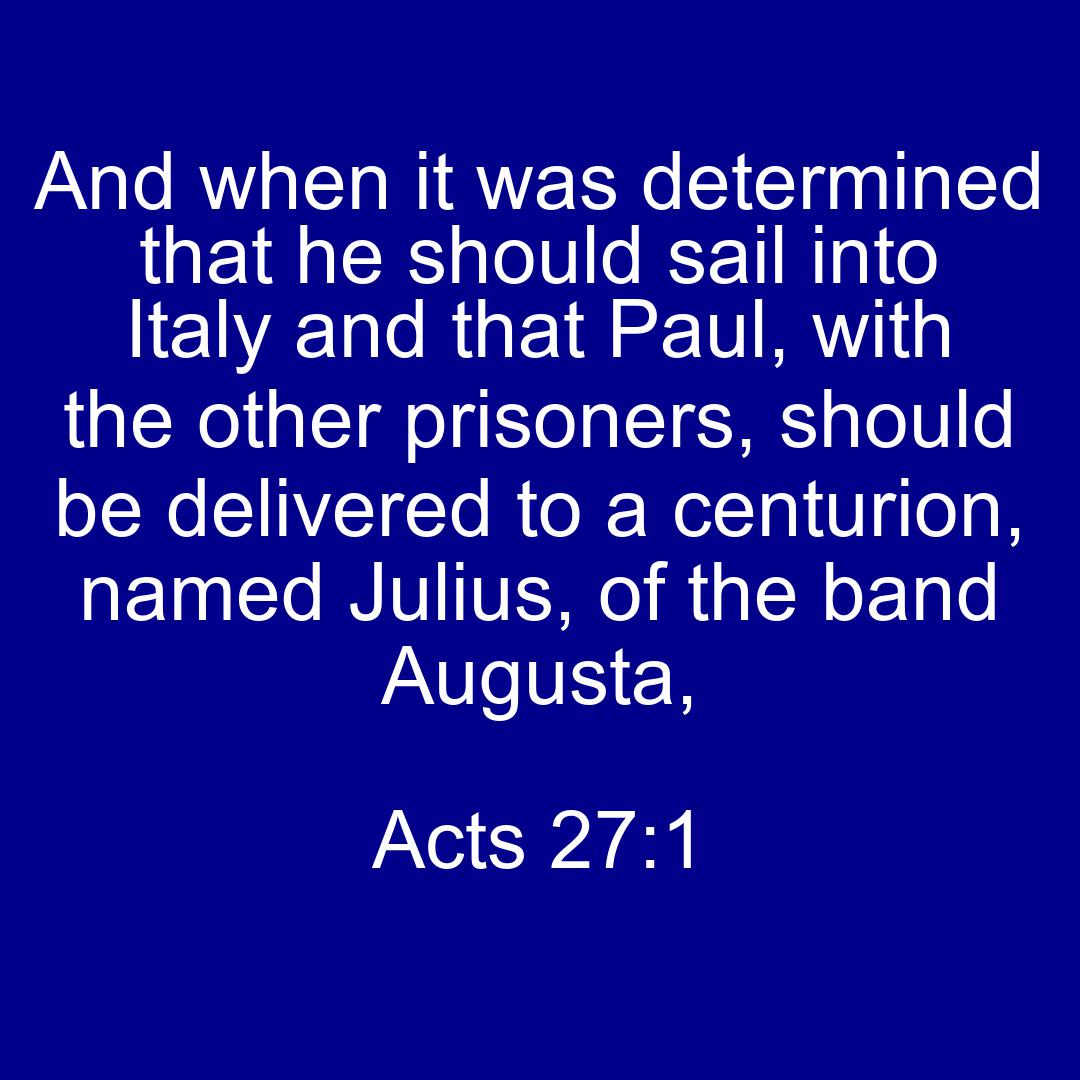 And when it was determined
that he should sail into
Italy and that Paul, with
the other prisoners, should
be delivered to a centurion,
named Julius, of the band
Augusta,
Acts 27:1